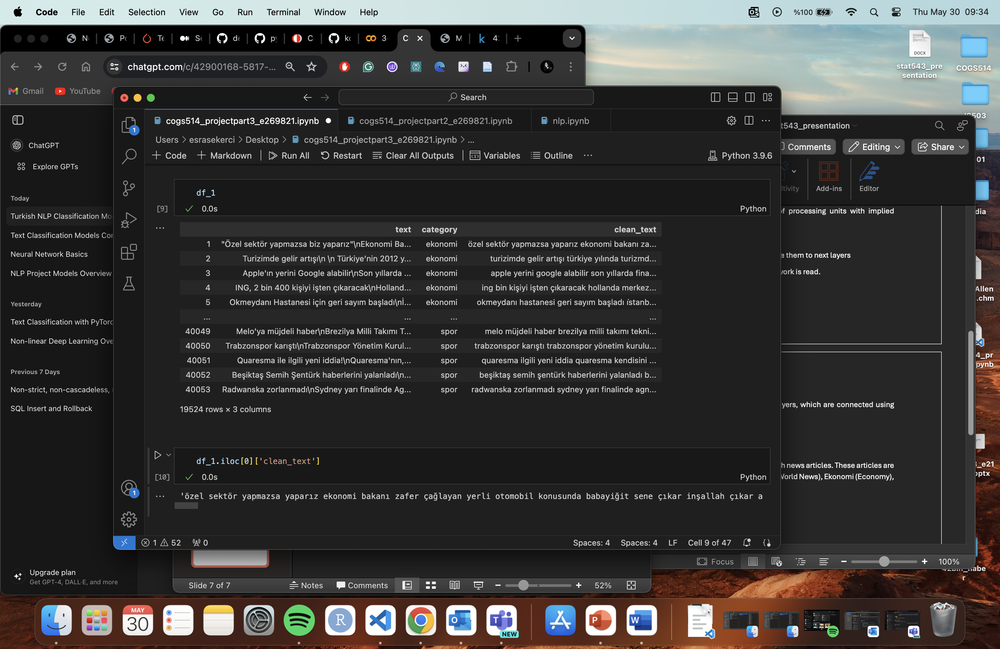 Code File Edit Selection View Go Run Terminal Window Help %100 Thu May 30 09:34
chatgpt.com/c/42900168-5817-...
Gmail YouTube
ChatGPT
Explore GPTs
Today
Turkish NLP Classification Mo
Text Classification Models Cor
Neural Network Basics
NLP Project Models Overview
Yesterday
Text Classification with PyTorc
Non-linear Deep Learning Ove
Previous 7 Days
Non-strict, non-cascadeless,
SQL Insert and Rollback
Upgrade plan
Get GPT-4, DALL·E, and more
Search
cogs514_projectpart3_e269821.ipynb cogs514_projectpart2_e269821.ipynb nlp.ipynb
Users > esrasekerci > Desktop > cogs514_projectpart3_e269821.ipynb > ...
+ Code + Markdown Run All Restart Clear All Outputs Variables Outline ... Python 3.9.6
df_1
[9] 0.0s Python
text category clean_text
1 "Özel sektör yapmazsa biz yaparız"\nEkonomi Ba... ekonomi özel sektör yapmazsa yaparız ekonomi bakanı za...
2 Turizimde gelir artışı\n \n Türkiye’nin 2012 y... ekonomi turizimde gelir artışı türkiye yılında turizmd...
3 Apple'ın yerini Google alabilir\nSon yıllarda ... ekonomi apple yerini google alabilir son yıllarda fina...
4 ING, 2 bin 400 kişiyi işten çıkaracak\nHolland... ekonomi ing bin kişiyi işten çıkaracak hollanda merkez...
5 Okmeydanı Hastanesi için geri sayım başladı\nİ... ekonomi okmeydanı hastanesi geri sayım başladı istanb...
... ... ... ...
40049 Melo'ya müjdeli haber\nBrezilya Milli Takımı T... spor melo müjdeli haber brezilya milli takımı tekni...
40050 Trabzonspor karıştı\nTrabzonspor Yönetim Kurul... spor trabzonspor karıştı trabzonspor yönetim kurulu...
40051 Quaresma ile ilgili yeni iddia!\nQuaresma'nın,... spor quaresma ilgili yeni iddia quaresma kendisini ...
40052 Beşiktaş Semih Şentürk haberlerini yalanladı\n... spor beşiktaş semih şentürk haberlerini yalanladı b...
40053 Radwanska zorlanmadı\nSydney yarı finalinde Ag... spor radwanska zorlanmadı sydney yarı finalinde agn...
19524 rows × 3 columns
df_1.iloc[0]['clean_text']
[10] 0.0s Python
'özel sektör yapmazsa yaparız ekonomi bakanı zafer çağlayan yerli otomobil konusunda babayiğit sene çıkar inşallah çıkar a
1 52 0 Spaces: 4 Spaces: 4 LF Cell 9 of 47
t543_presentation
Comments Editing Share
itivity Add-ins Editor
of processing units with implied
e them to next layers
vork is read.
yers, which are connected using
h news articles. These articles are
World News), Ekonomi (Economy),
Focus 100%
Slide 7 of 7 Notes Comments 52%
DOCX
stat543_pre
sentation
COGS514
503
01
dia
Allen
.chm
4_pr
pynb
3_e21
pptx
42bin_habe
r
MAY
30
NEW